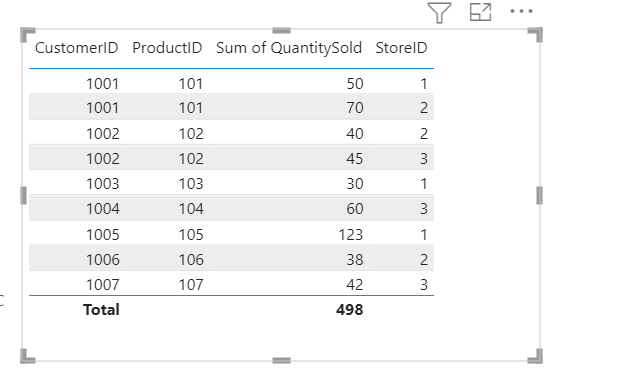 CustomerID ProductID Sum of QuantitySold StoreID
1001 101 50 1
1001 101 70 2
1002 102 40 2
1002 102 45 3
1003 103 30 1
1004 104 60 3
1005 105 123 1
1006 106 38 2
1007 107 42 3
Total 498